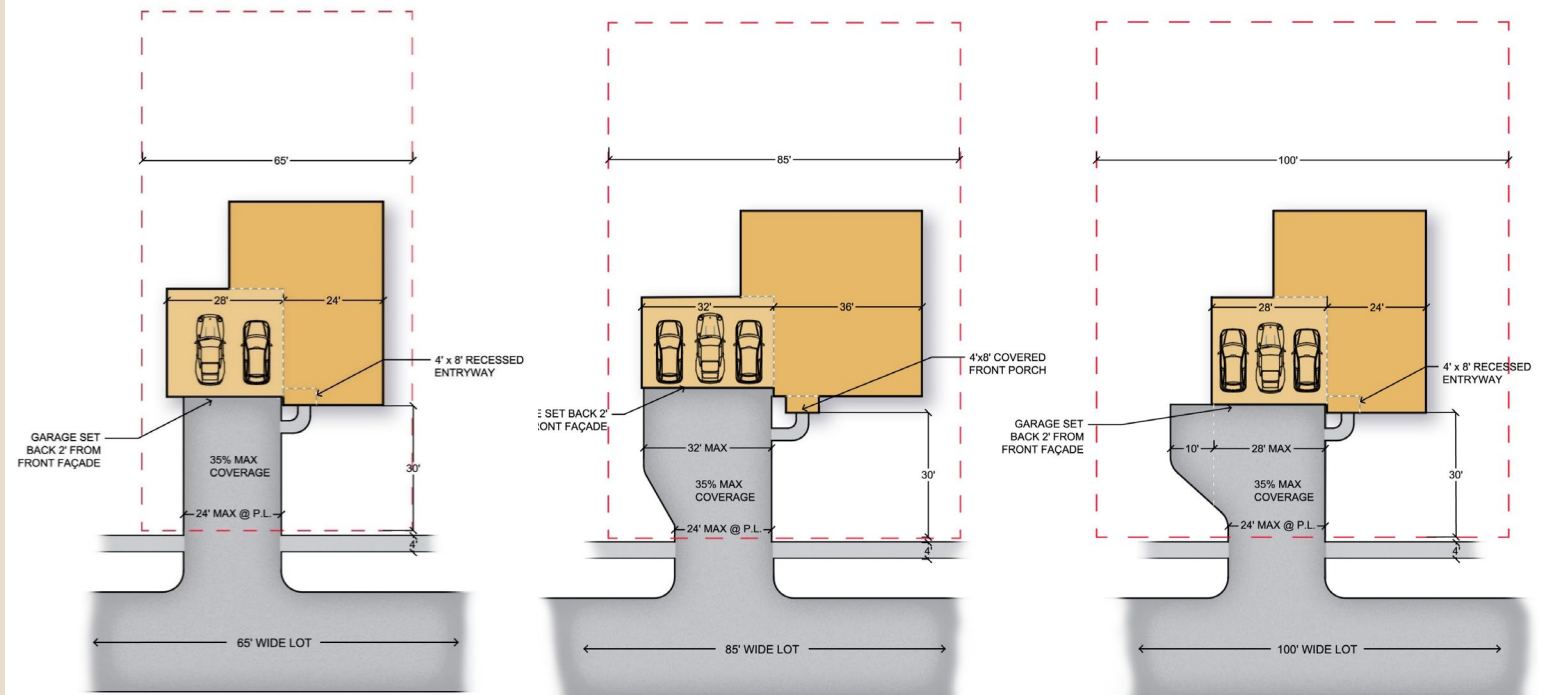 65'
28'
24'
4' x 8' RECESSED
ENTRYWAY
GARAGE SET
BACK 2' FROM
FRONT FAÇADE
35% MAX
COVERAGE
30'
24' MAX @ P.L.
4'
65' WIDE LOT
85'
32'
36'
4'x8' COVERED
FRONT PORCH
E SET BACK 2'
RONT FAÇADE
32' MAX
35% MAX
COVERAGE
30'
24' MAX @ P.L.
4'
85' WIDE LOT
100'
28'
24'
4' x 8' RECESSED
ENTRYWAY
GARAGE SET
BACK 2' FROM
FRONT FAÇADE
10'
28' MAX
35% MAX
COVERAGE
30'
24' MAX @ P.L.
4'
100' WIDE LOT